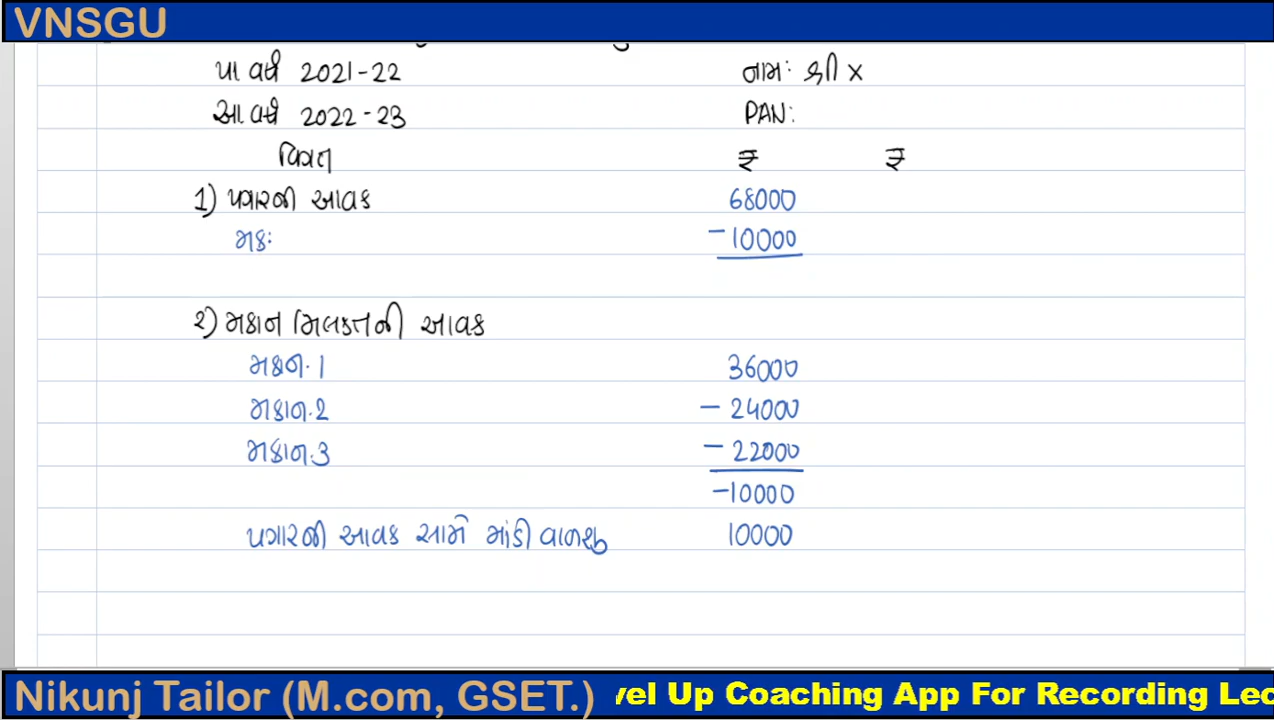 VNSGU
પા વર્ષ 2021-22 નામ: શ્રી x
આ વર્ષ 2022-23 PAN:
વિગત ₹ ₹
1) પગારની આવક 68000
મકા: -10000
૨) મકાન મિલકતની આવક
મકાન.1 36000
મકાન.2 - 24000
મકાન.3 - 22000
-10000
પગારની આવક સામે માંડી વાળશુ 10000
Nikunj Tailor (M.com, GSET.) vel Up Coaching App For Recording Lec